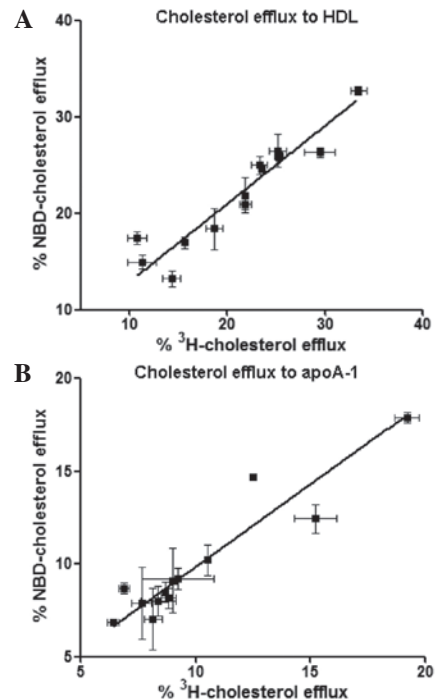 A
Cholesterol efflux to HDL
40
30
20
10
% NBD-cholesterol efflux
10 20 30 40
% ³H-cholesterol efflux
B
Cholesterol efflux to apoA-1
20
15
10
5
% NBD-cholesterol efflux
5 10 15 20
% ³H-cholesterol efflux